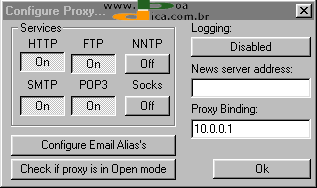 Configure Proxy...
www. Boa
dica.com.br
Services
HTTP FTP NNTP
On On Off
SMTP POP3 Socks
On On Off
Configure Email Alias's
Check if proxy is in Open mode
Logging:
Disabled
News server address:
Proxy Binding:
10.0.0.1
Ok